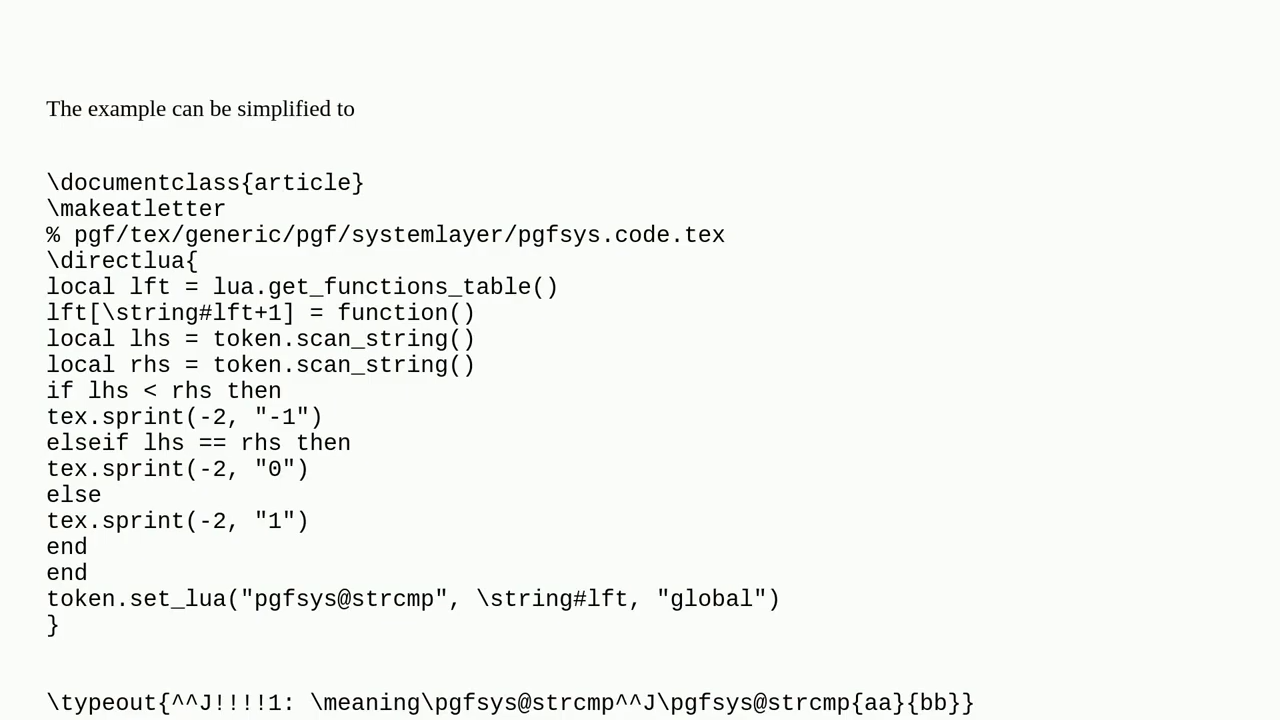 The example can be simplified to
\documentclass{article}
\makeatletter
% pgf/tex/generic/pgf/systemlayer/pgfsys.code.tex
\directlua{
local lft = lua.get_functions_table()
lft[\string#lft+1] = function()
local lhs = token.scan_string()
local rhs = token.scan_string()
if lhs < rhs then
tex.sprint(-2, "-1")
elseif lhs == rhs then
tex.sprint(-2, "0")
else
tex.sprint(-2, "1")
end
end
token.set_lua("pgfsys@strcmp", \string#lft, "global")
}
\typeout{^^J!!!!1: \meaning\pgfsys@strcmp^^J\pgfsys@strcmp{aa}{bb}}